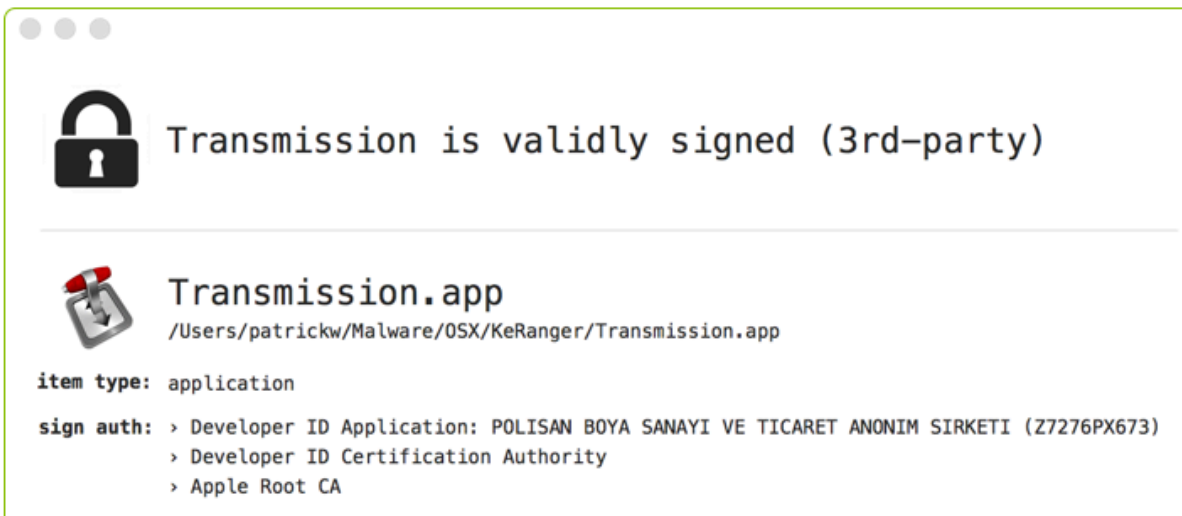 Transmission is validly signed (3rd-party)
Transmission.app
/Users/patrickw/Malware/OSX/KeRanger/Transmission.app
item type: application
sign auth: › Developer ID Application: POLISAN BOYA SANAYI VE TICARET ANONIM SIRKETI (Z7276PX673)
› Developer ID Certification Authority
› Apple Root CA